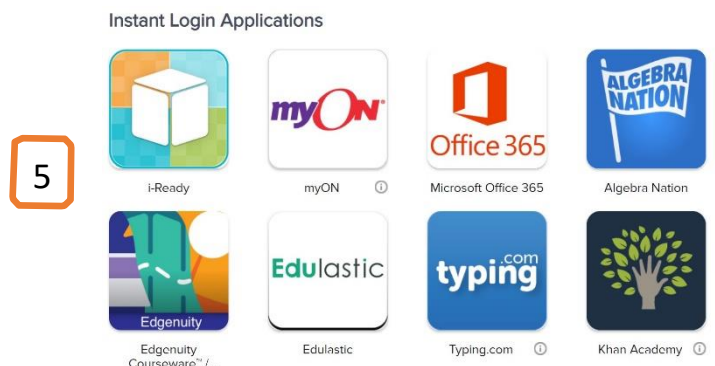 Instant Login Applications
5
myON
Office 365
ALGEBRA
NATION
i-Ready
myON
Microsoft Office 365
Algebra Nation
Edgenuity
Edulastic
typing.com
Edgenuity
Courseware™ /...
Edulastic
Typing.com
Khan Academy